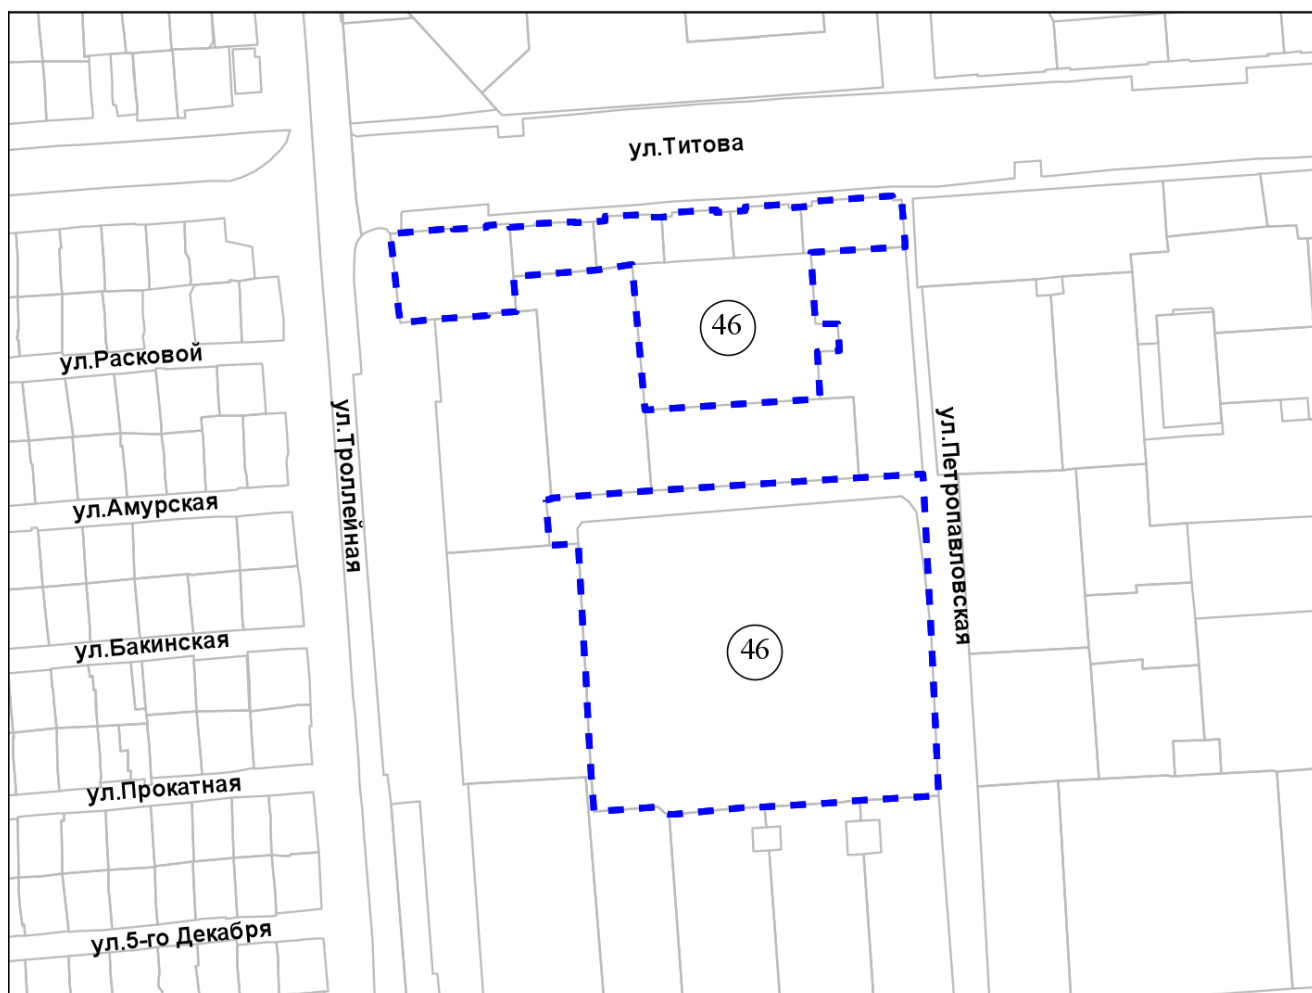 ул.Титова
46
ул.Расковой
ул.Троллейная
ул.Петропавловская
ул.Амурская
ул.Бакинская
46
ул.Прокатная
ул.5-го Декабря